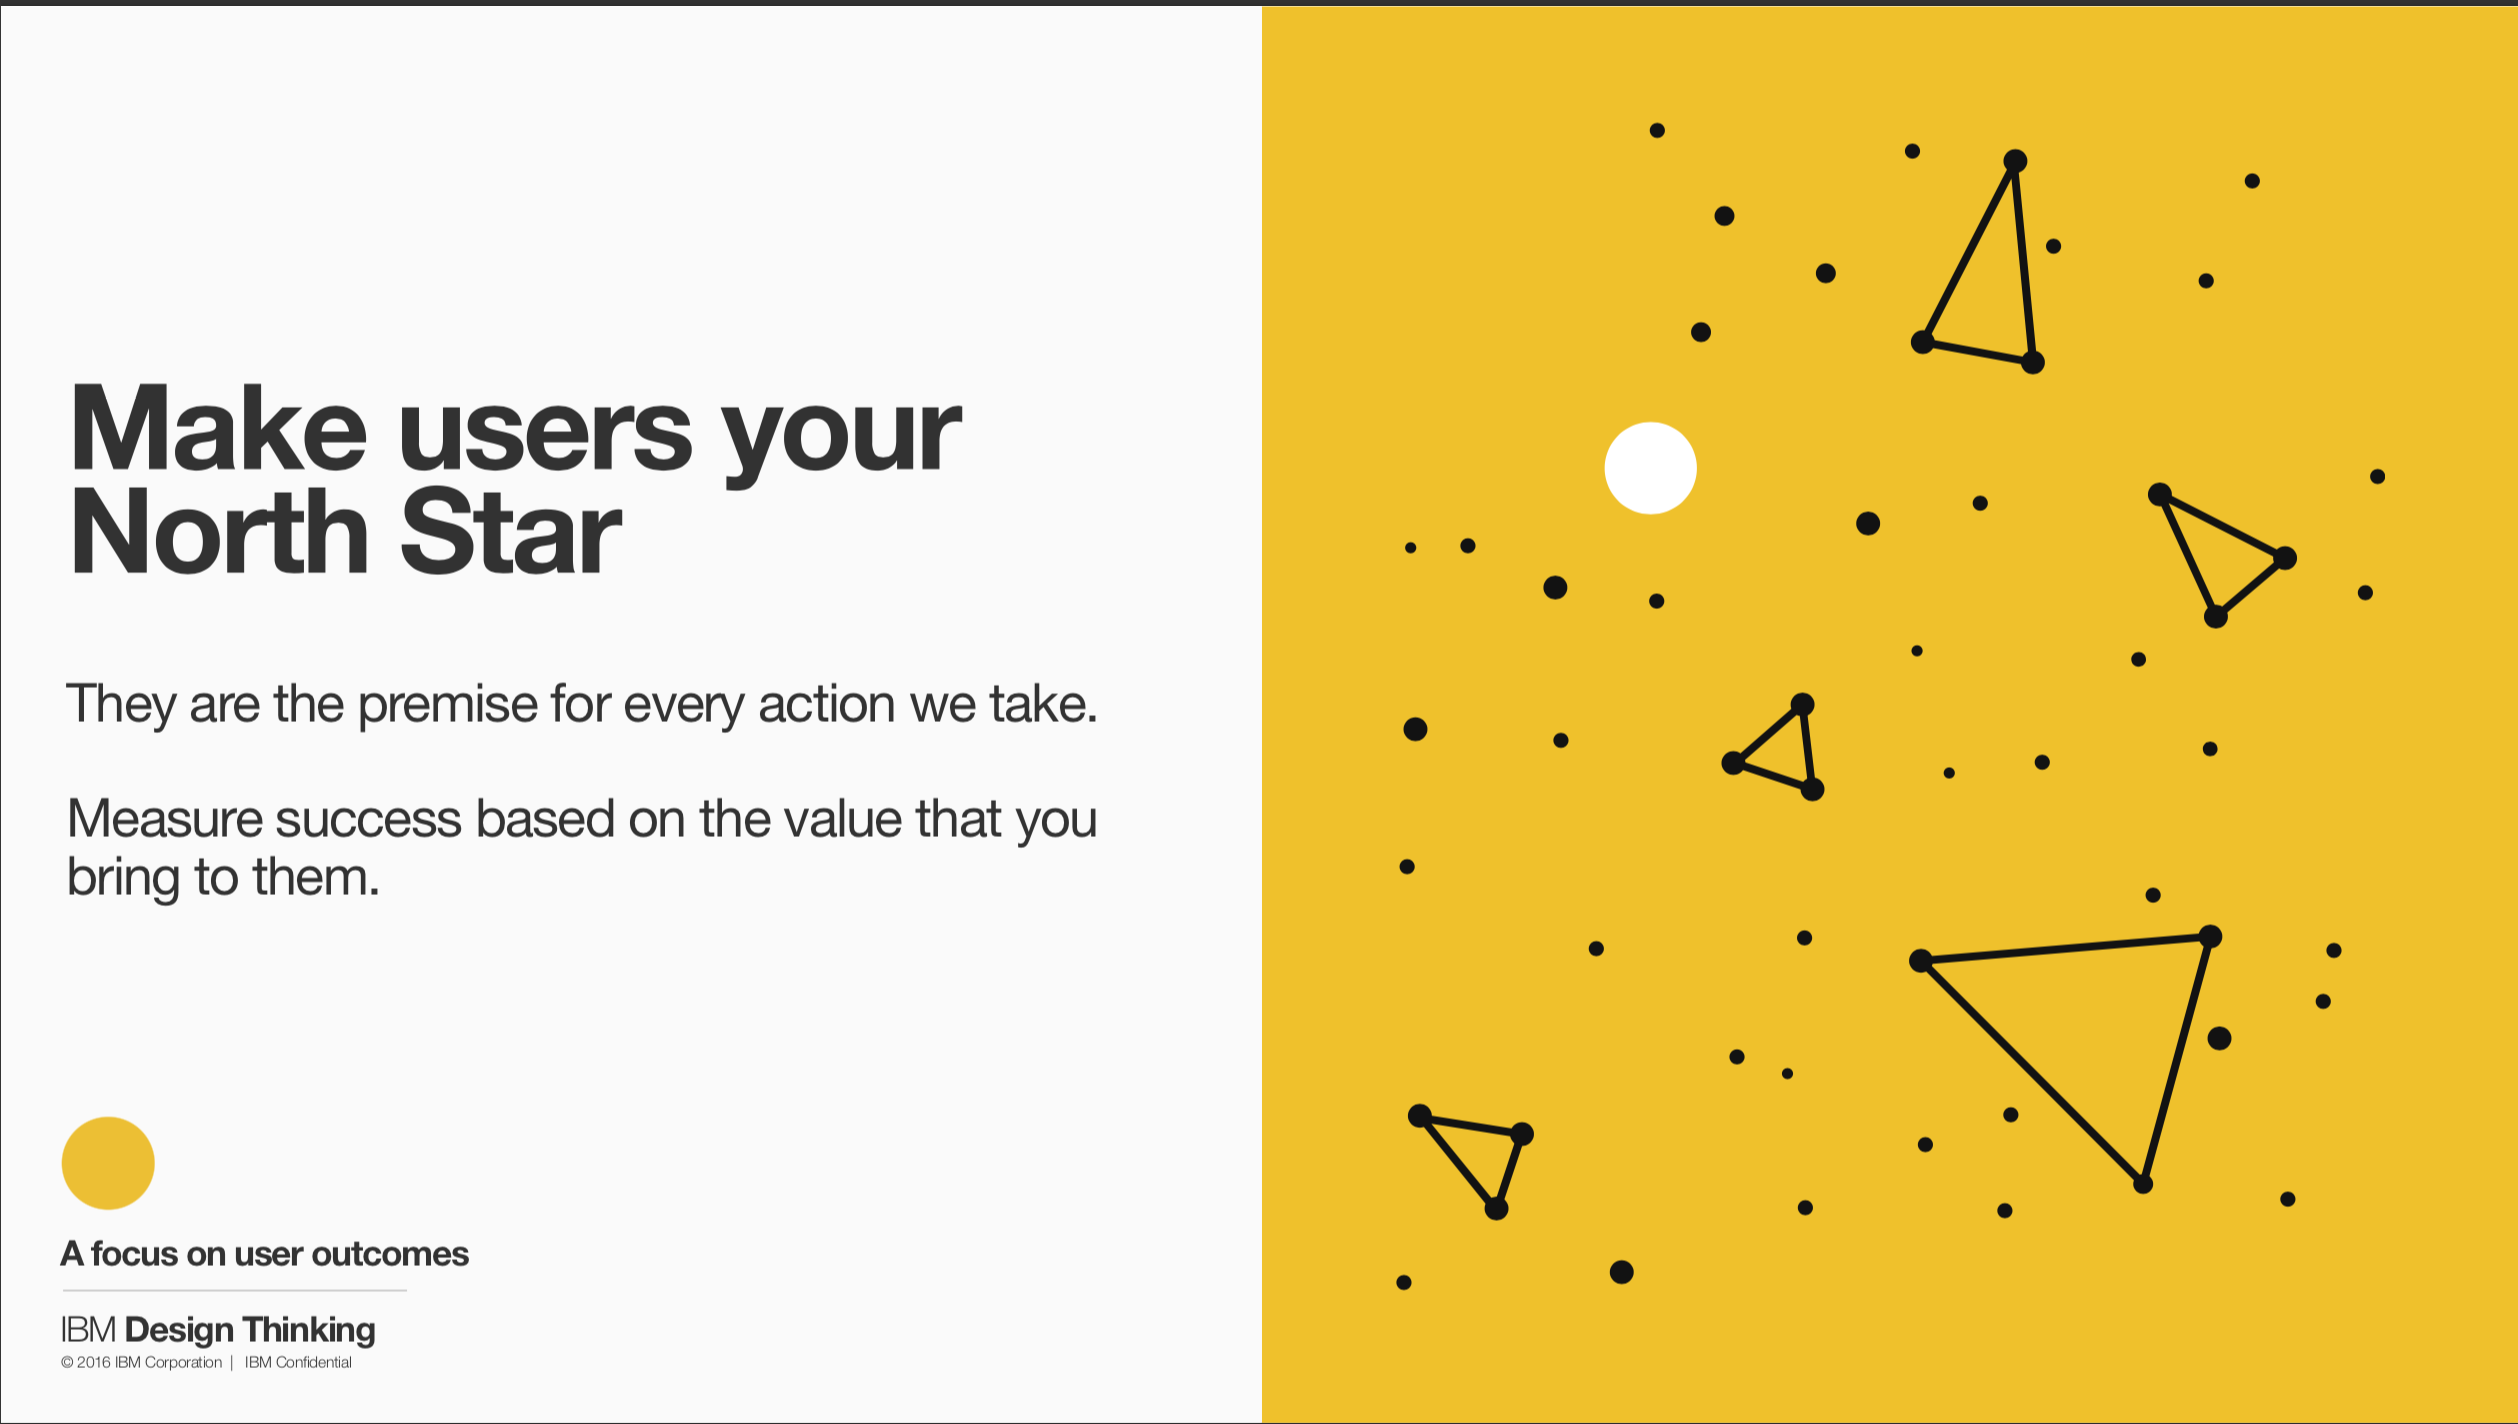 Make users your
North Star
They are the premise for every action we take.
Measure success based on the value that you
bring to them.
A focus on user outcomes
IBM Design Thinking
© 2016 IBM Corporation | IBM Confidential